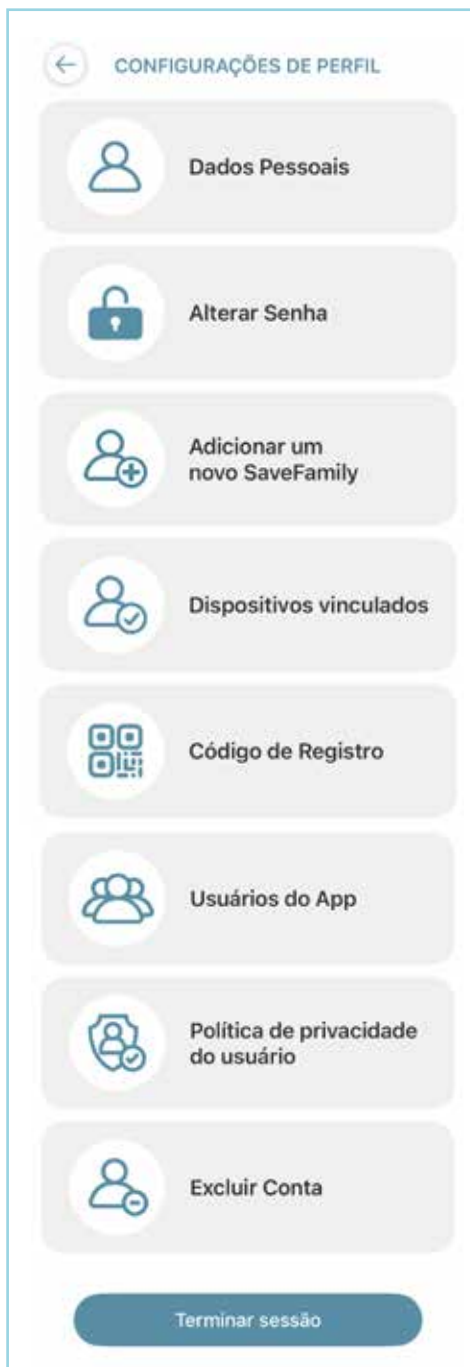 CONFIGURAÇÕES DE PERFIL
Dados Pessoais
Alterar Senha
Adicionar um
novo SaveFamily
Dispositivos vinculados
Código de Registro
Usuários do App
Política de privacidade
do usuário
Excluir Conta
Terminar sessão